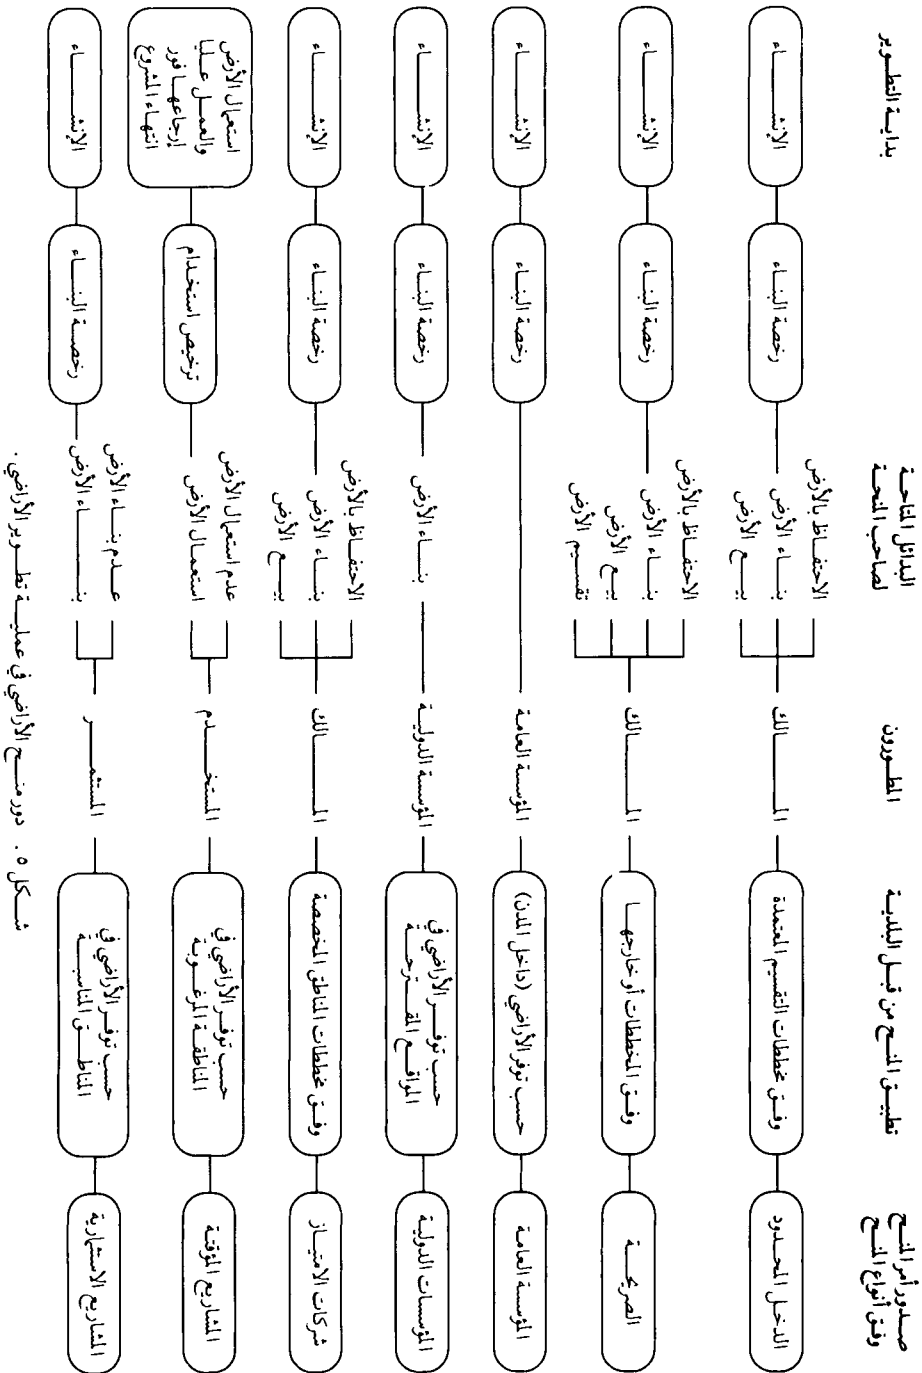 صدور أمر المنح
وفق أنواع المنح
تطبيق المنح من قبل البلدية
المطورون
البدائل المتاحة
لصاحب المنحة
بداية التطوير
الدخل المحدود
وفق مخططات التقسيم المعتمدة
المالك
الاحتفاظ بالأرض
بناء الأرض
بيع الأرض
رخصة البناء
الإنشاء
الصريحة
وفق المخططات أو خارجها
المالك
الاحتفاظ بالأرض
بناء الأرض
بيع الأرض
تقسيم الأرض
رخصة البناء
الإنشاء
المؤسسة العامة
حسب توفر الأراضي (داخل المدن)
المؤسسة العامة
رخصة البناء
الإنشاء
المؤسسات الدولية
حسب توفر الأراضي في
المواقع المقترحة
المؤسسة الدولية
بناء الأرض
رخصة البناء
الإنشاء
شركات الامتياز
وفق مخططات المناطق المخصصة
المالك
الاحتفاظ بالأرض
بناء الأرض
بيع الأرض
رخصة البناء
الإنشاء
المشاريع المؤقتة
حسب توفر الأراضي في
المناطقة المرغوبة
المستخدم
عدم استعمال الأرض
استعمال الأرض
ترخيص استخدام
استعمال الأرض
والعمل عليا
إرجاعها فور
انتهاء المشروع
المشاريع الاستثمارية
حسب توفر الأراضي في
المناطق المناسبة
المستثمر
عدم بناء الأرض
بناء الأرض
رخصة البناء
الإنشاء
شكل ٥. دور منح الأراضي في عملية تطوير الأراضي.